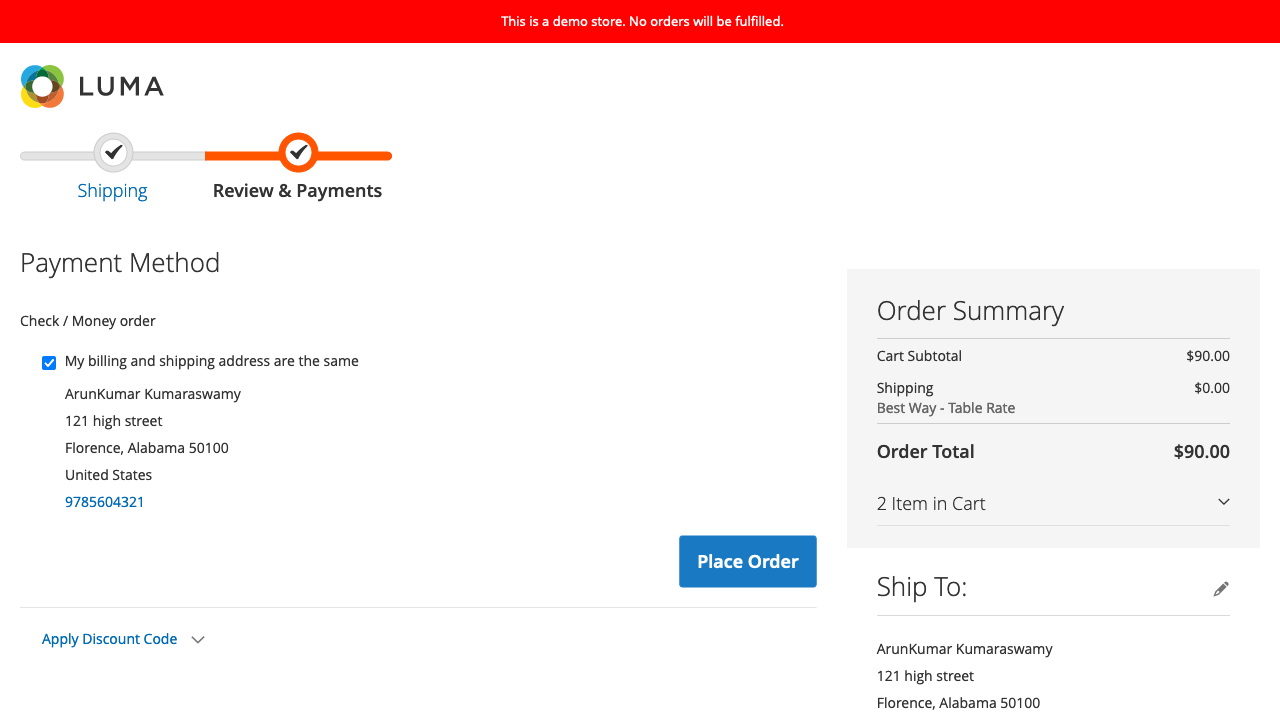 This is a demo store. No orders will be fulfilled.
LUMA
Shipping
Review & Payments
Payment Method
Check / Money order
My billing and shipping address are the same
ArunKumar Kumaraswamy
121 high street
Florence, Alabama 50100
United States
9785604321
Place Order
Apply Discount Code
Order Summary
Cart Subtotal $90.00
Shipping $0.00
Best Way - Table Rate
Order Total $90.00
2 Item in Cart
Ship To:
ArunKumar Kumaraswamy
121 high street
Florence, Alabama 50100